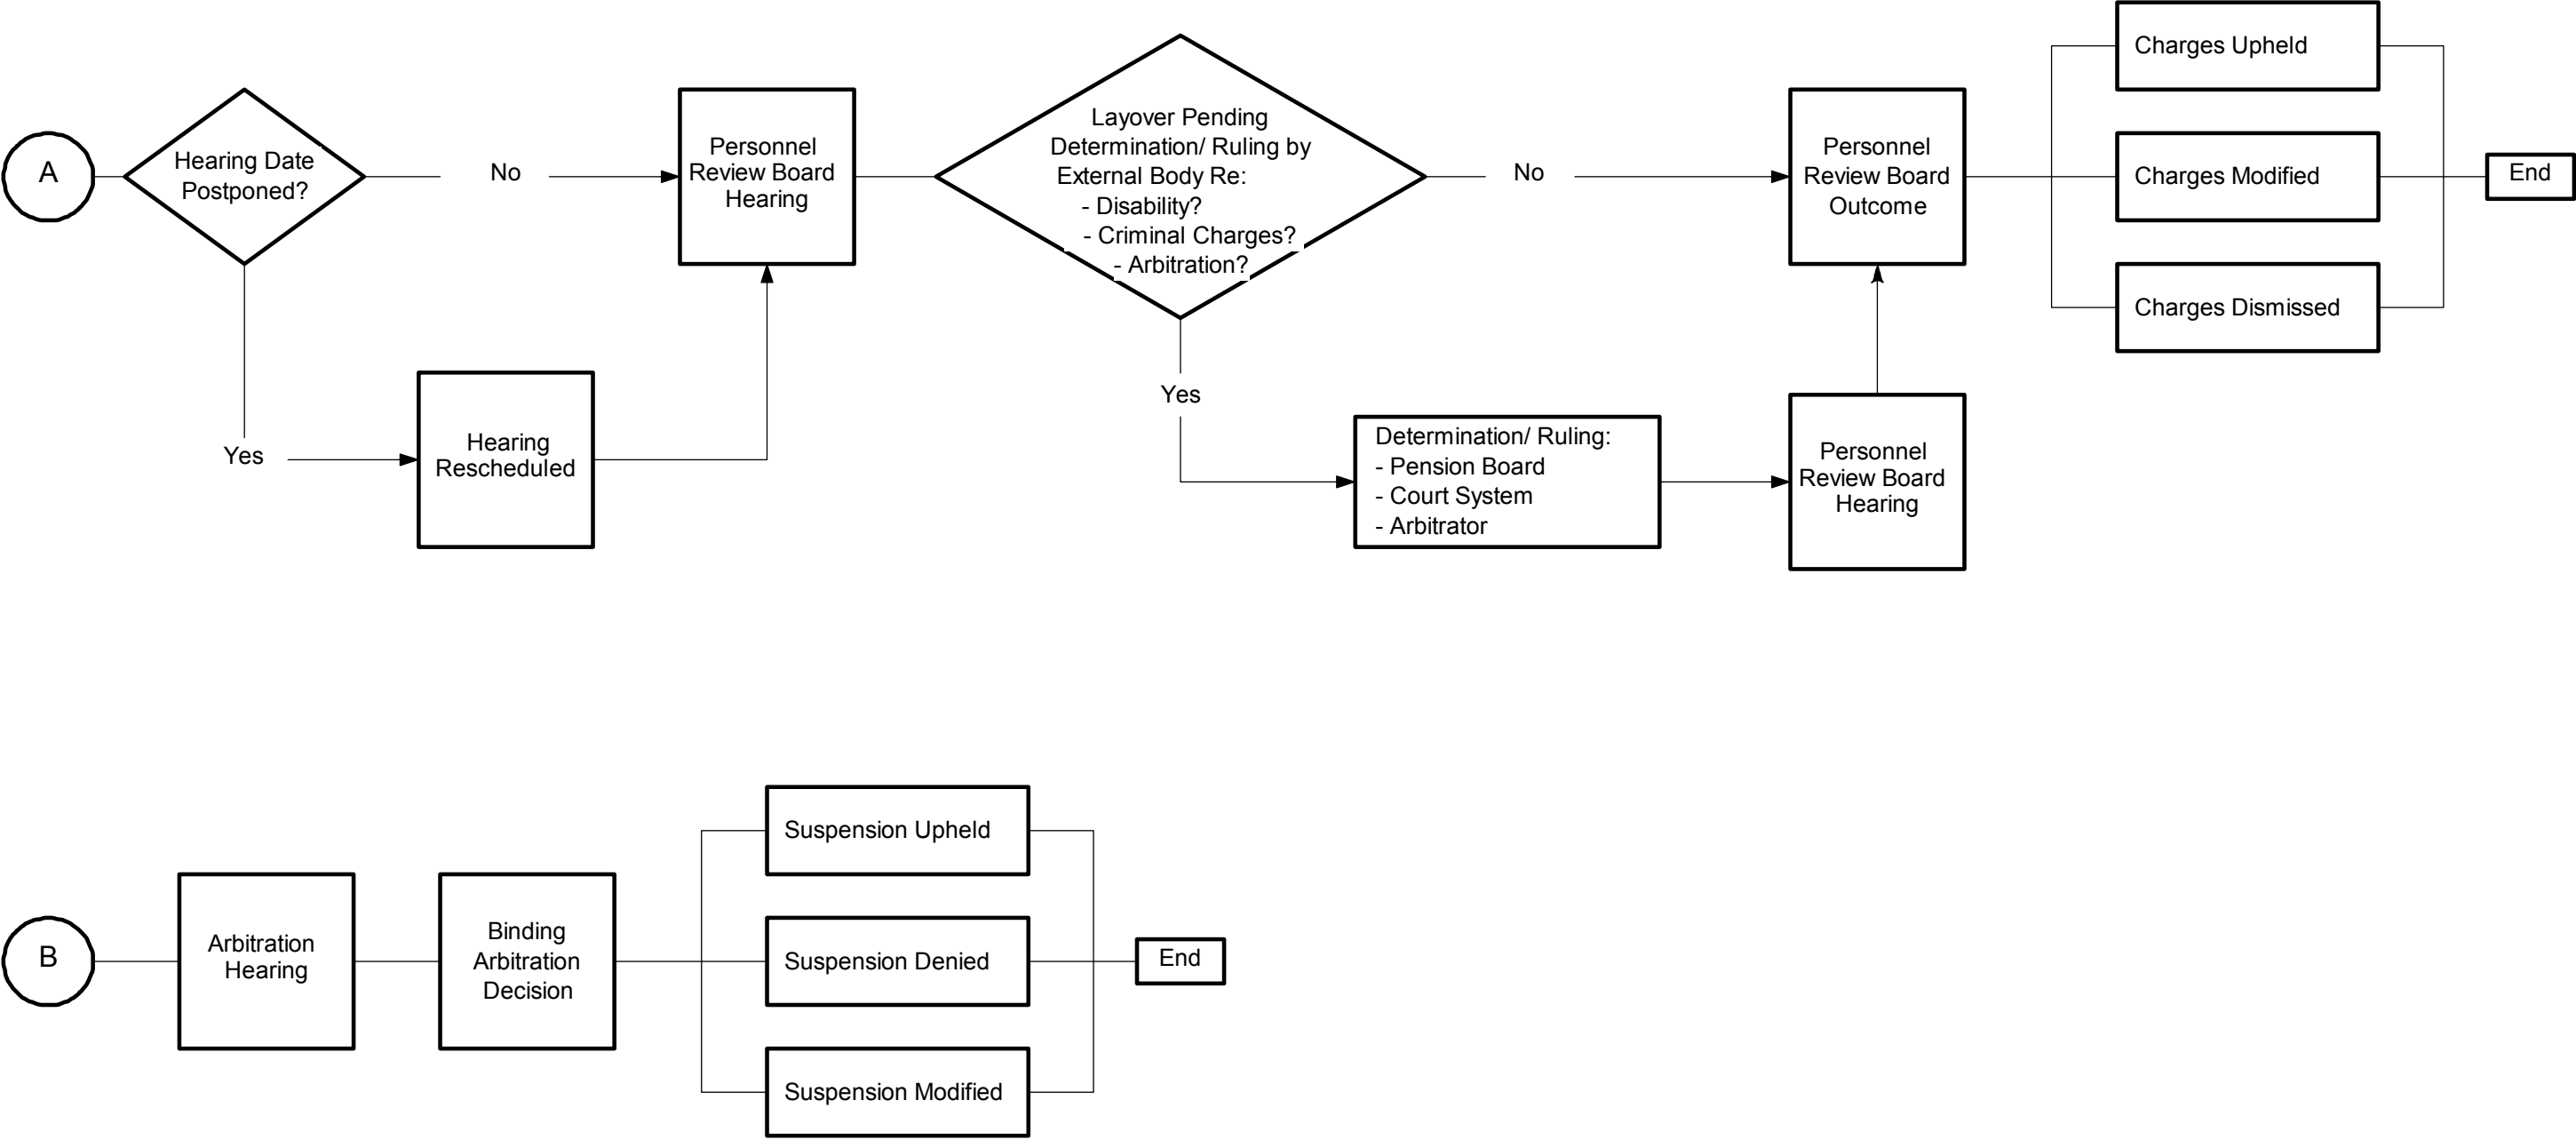 A
Hearing Date
Postponed?
No
Yes
Hearing
Rescheduled
Personnel
Review Board
Hearing
Layover Pending
Determination/ Ruling by
External Body Re:
- Disability?
- Criminal Charges?
- Arbitration?
No
Yes
Determination/ Ruling:
- Pension Board
- Court System
- Arbitrator
Personnel
Review Board
Hearing
Personnel
Review Board
Outcome
Charges Upheld
Charges Modified
Charges Dismissed
End
B
Arbitration
Hearing
Binding
Arbitration
Decision
Suspension Upheld
Suspension Denied
Suspension Modified
End